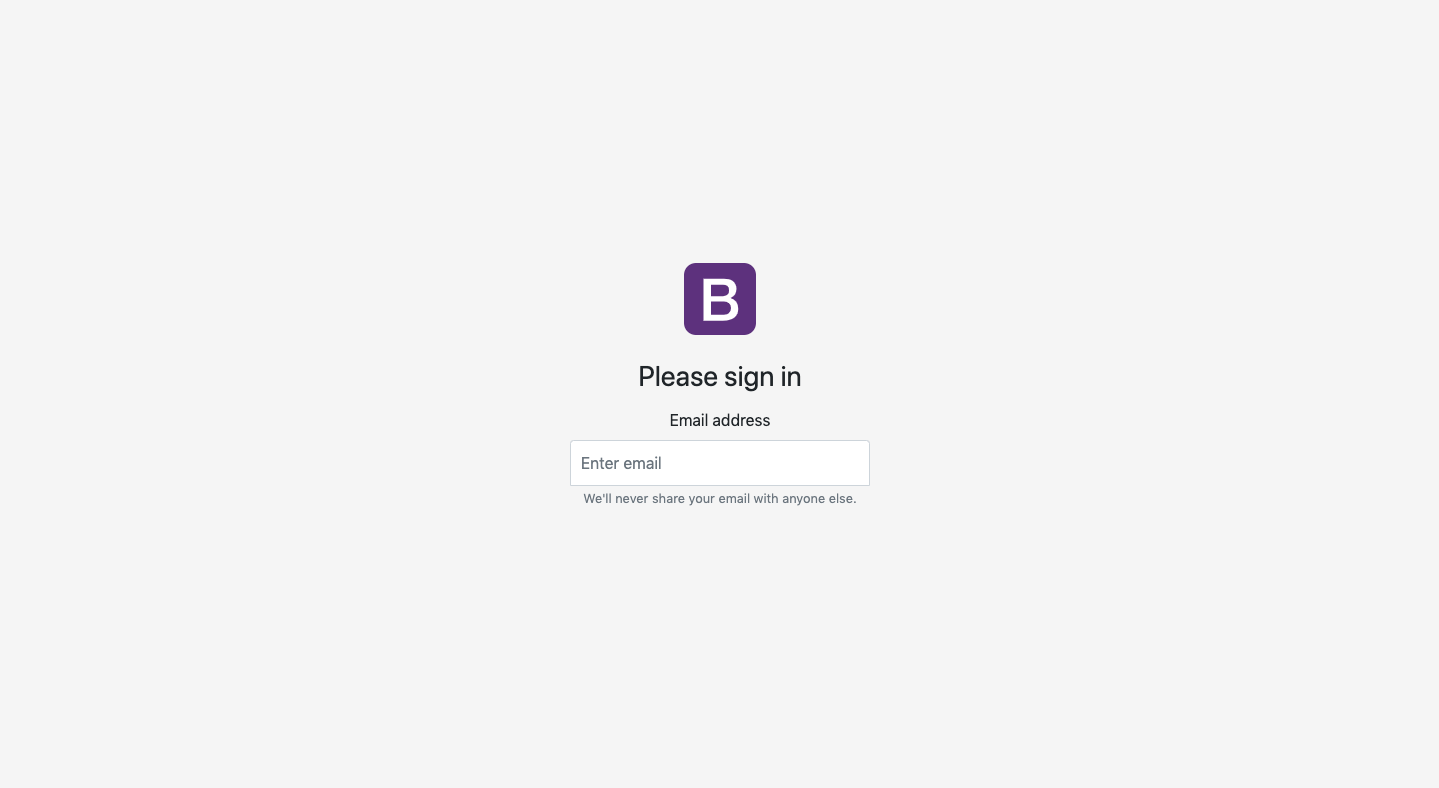 B
Please sign in
Email address
Enter email
We'll never share your email with anyone else.